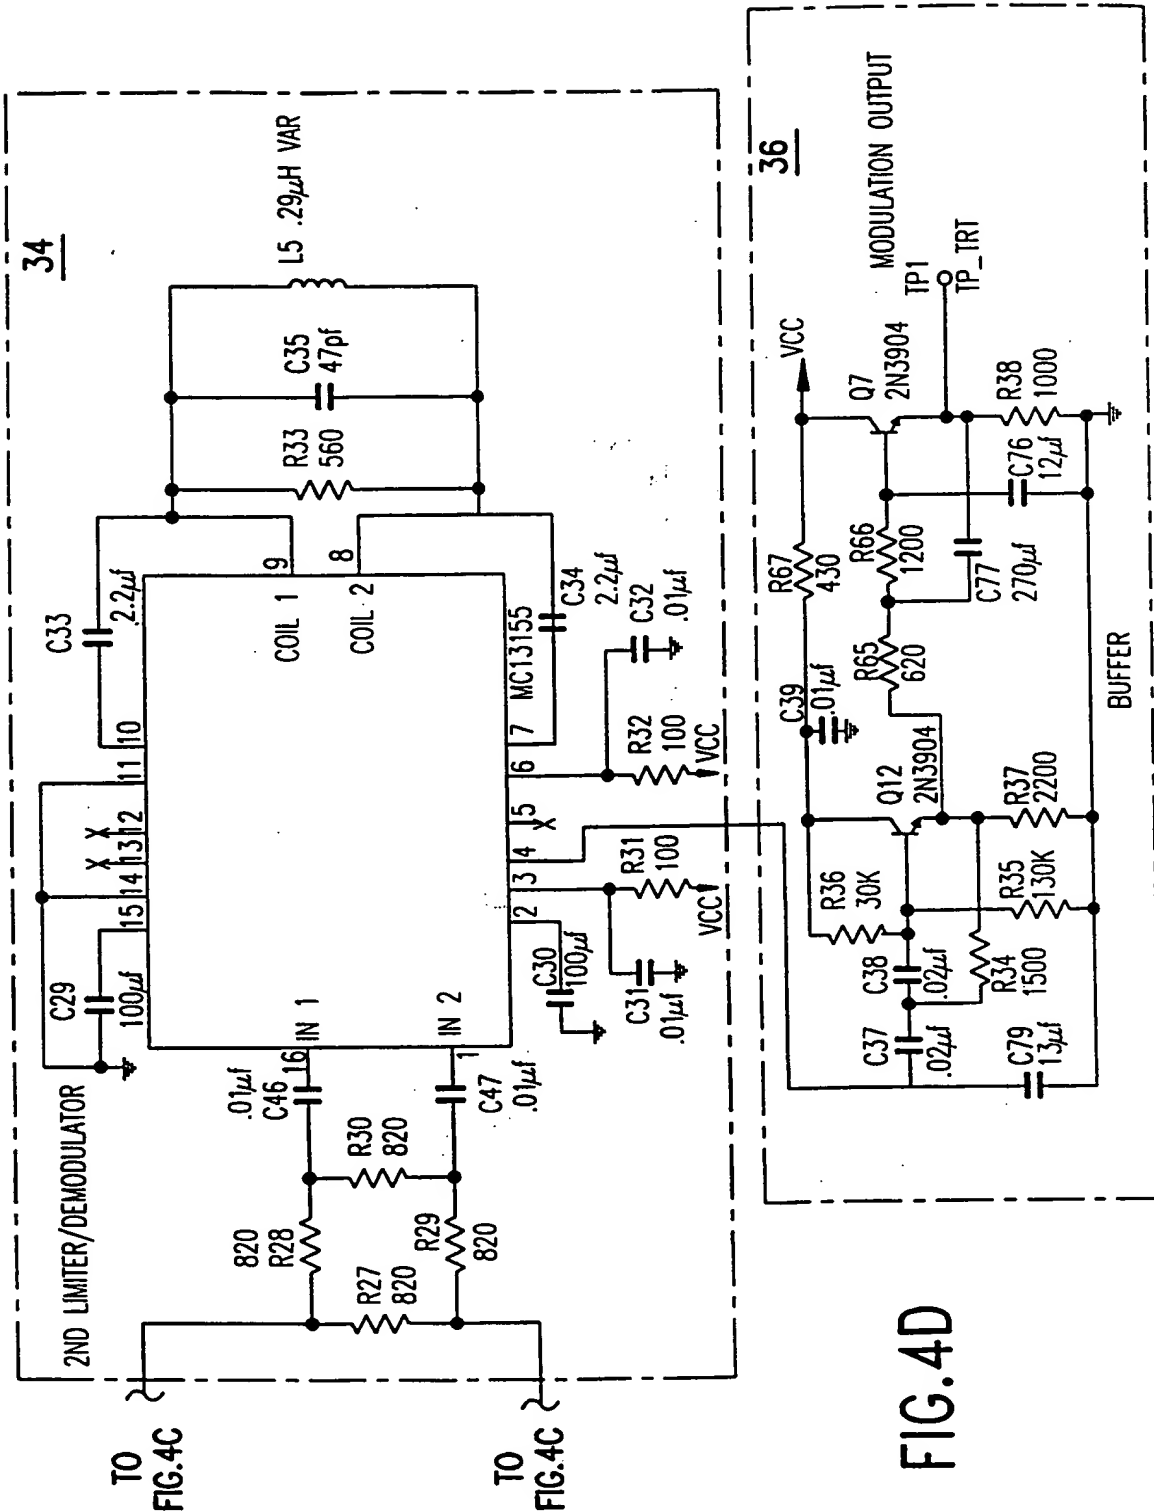 34
2ND LIMITER/DEMODULATOR
TO
FIG.4C
TO
FIG.4C
R27
820
820
R28
R29
820
R30
820
.01µf
C46
C47
.01µf
16
IN 1
IN 2
1
C29
100µf
15
14
13
X
12
X
11
10
C33
2.2µf
9
COIL 1
COIL 2
8
MC13155
2
3
4
5
X
6
7
C30
100µf
C31
.01µf
R31
100
VCC
R32
100
VCC
C32
.01µf
C34
2.2µf
R33
560
C35
47pf
L5 .29µH VAR
36
MODULATION OUTPUT
TP1
TP_TRT
VCC
Q7
2N3904
R38
1000
C76
12µf
R67
430
R66
1200
C77
270µf
R65
620
C39
.01µf
Q12
2N3904
R37
2200
R36
30K
R35
130K
C38
.02µf
R34
1500
C37
.02µf
C79
13µf
BUFFER
FIG.4D